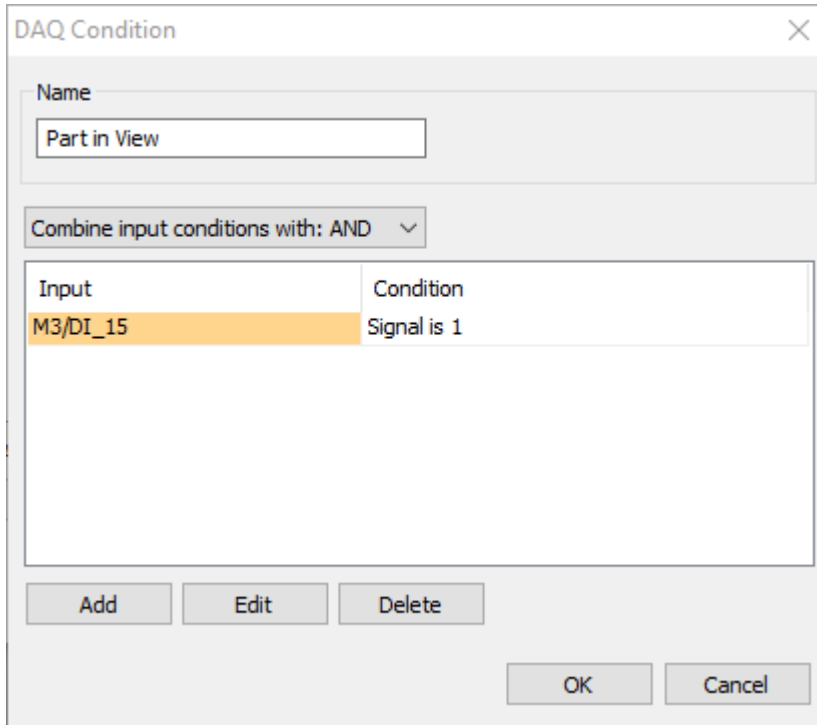 DAQ Condition
Name
Part in View
Combine input conditions with: AND
Input Condition
M3/DI_15 Signal is 1
Add Edit Delete
OK Cancel